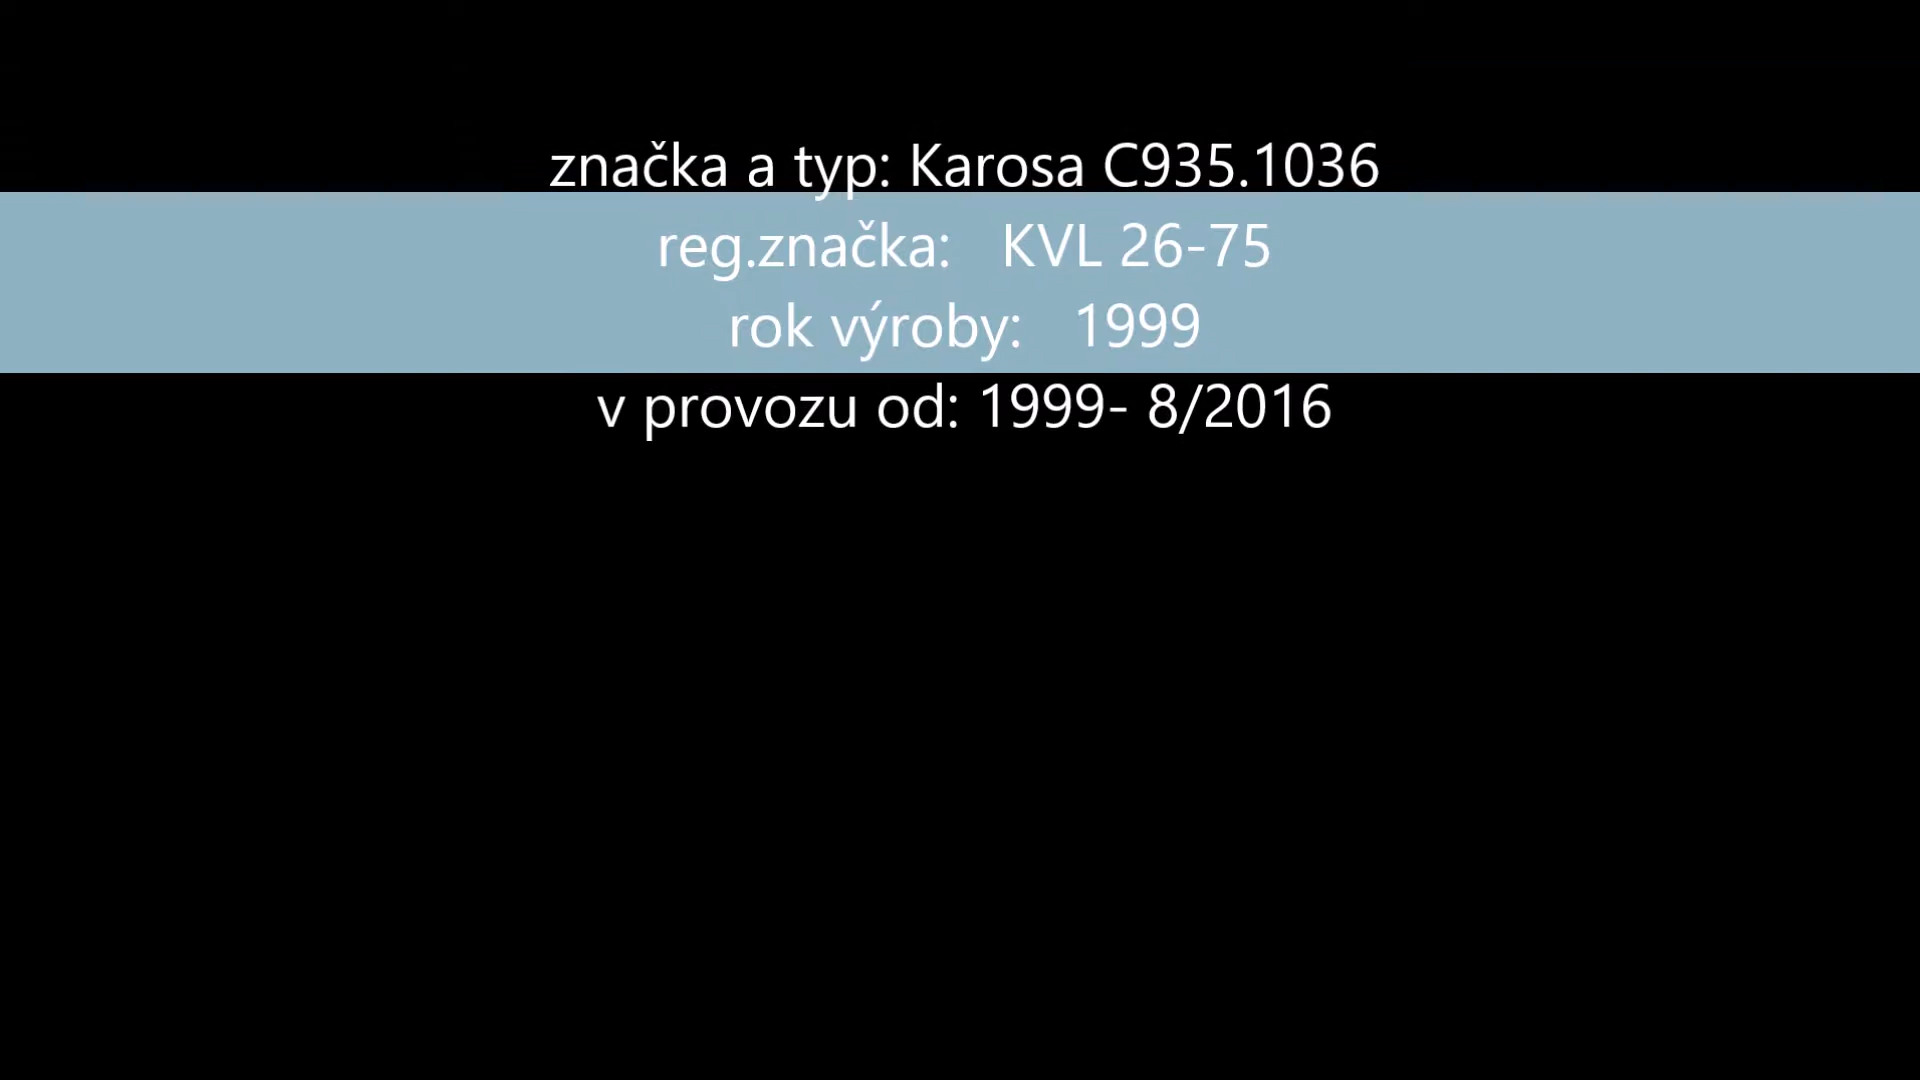 značka a typ: Karosa C935.1036
reg.značka: KVL 26-75
rok výroby: 1999
v provozu od: 1999- 8/2016